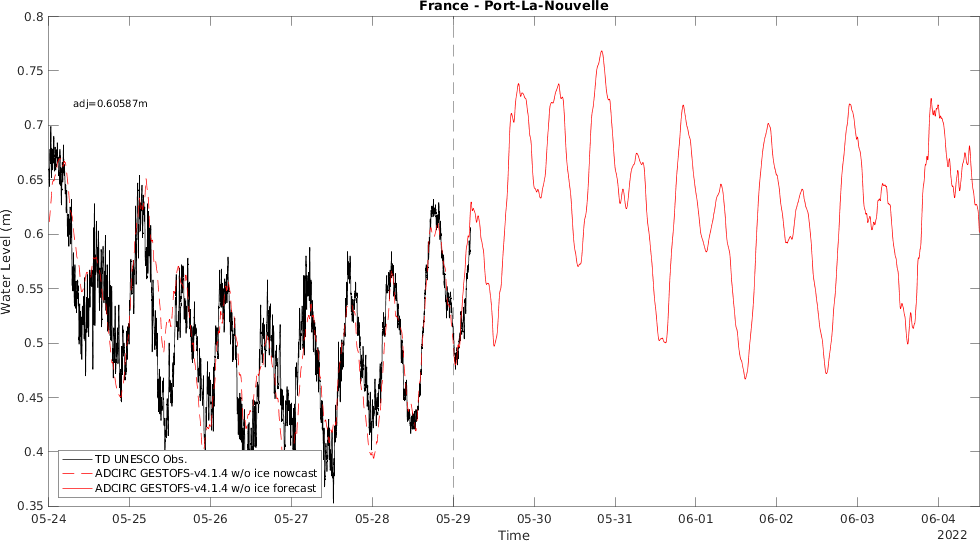 France - Port-La-Nouvelle
0.8
0.75
0.7
0.65
0.6
0.55
0.5
0.45
0.4
0.35
Water Level (m)
adj=0.60587m
TD UNESCO Obs.
ADCIRC GESTOFS-v4.1.4 w/o ice nowcast
ADCIRC GESTOFS-v4.1.4 w/o ice forecast
05-24 05-25 05-26 05-27 05-28 05-29 05-30 05-31 06-01 06-02 06-03 06-04
Time
2022